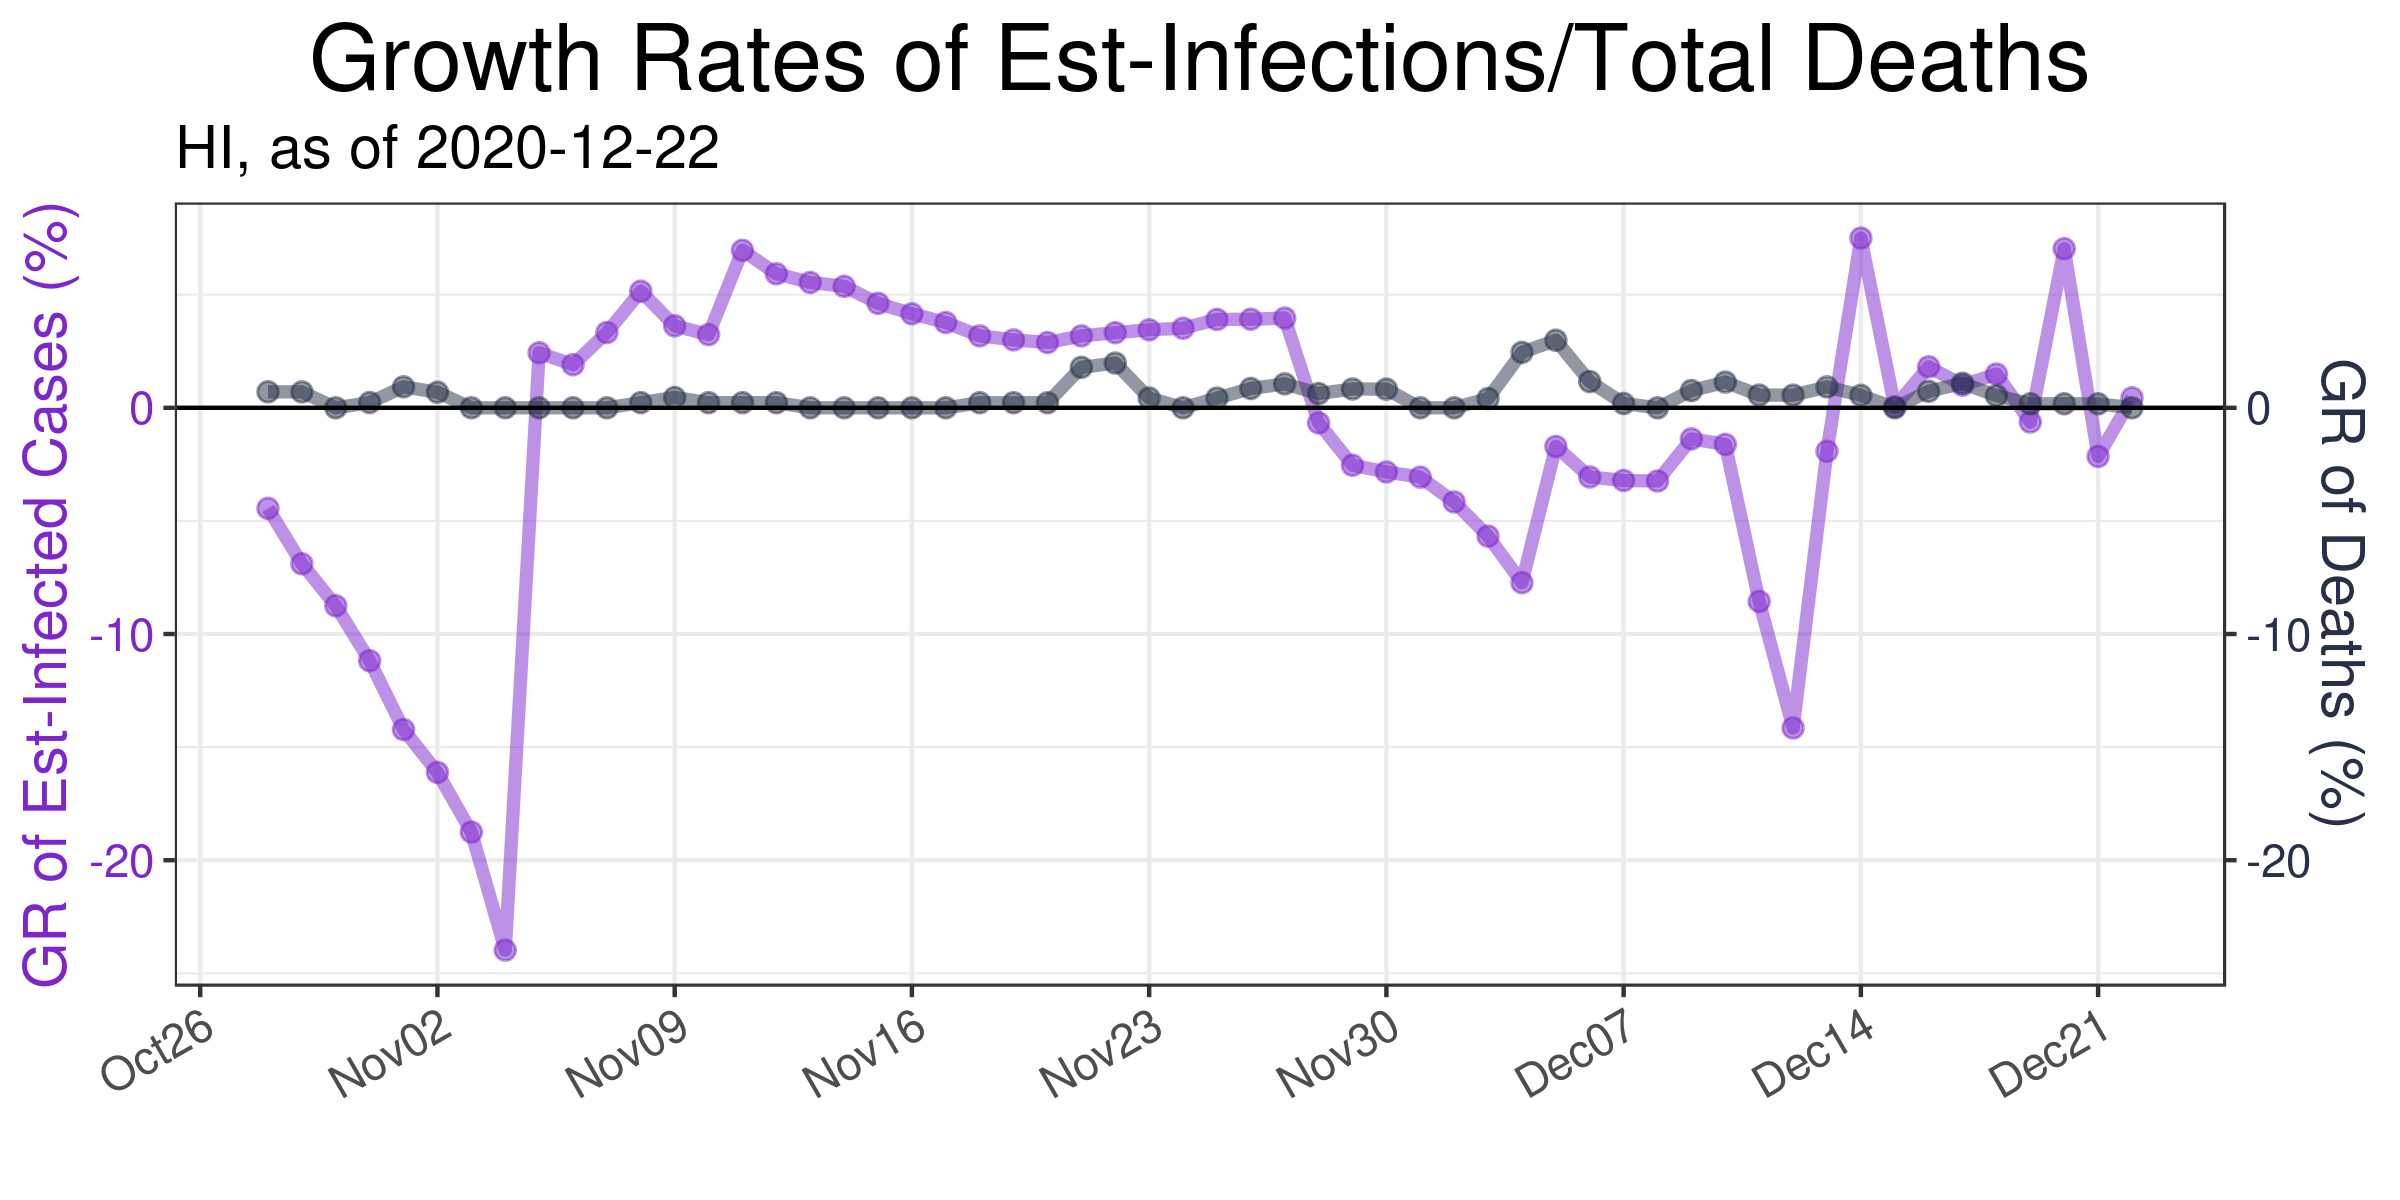 Growth Rates of Est-Infections/Total Deaths
HI, as of 2020-12-22
GR of Est-Infected Cases (%)
GR of Deaths (%)
0
-10
-20
0
-10
-20
Oct26
Nov02
Nov09
Nov16
Nov23
Nov30
Dec07
Dec14
Dec21